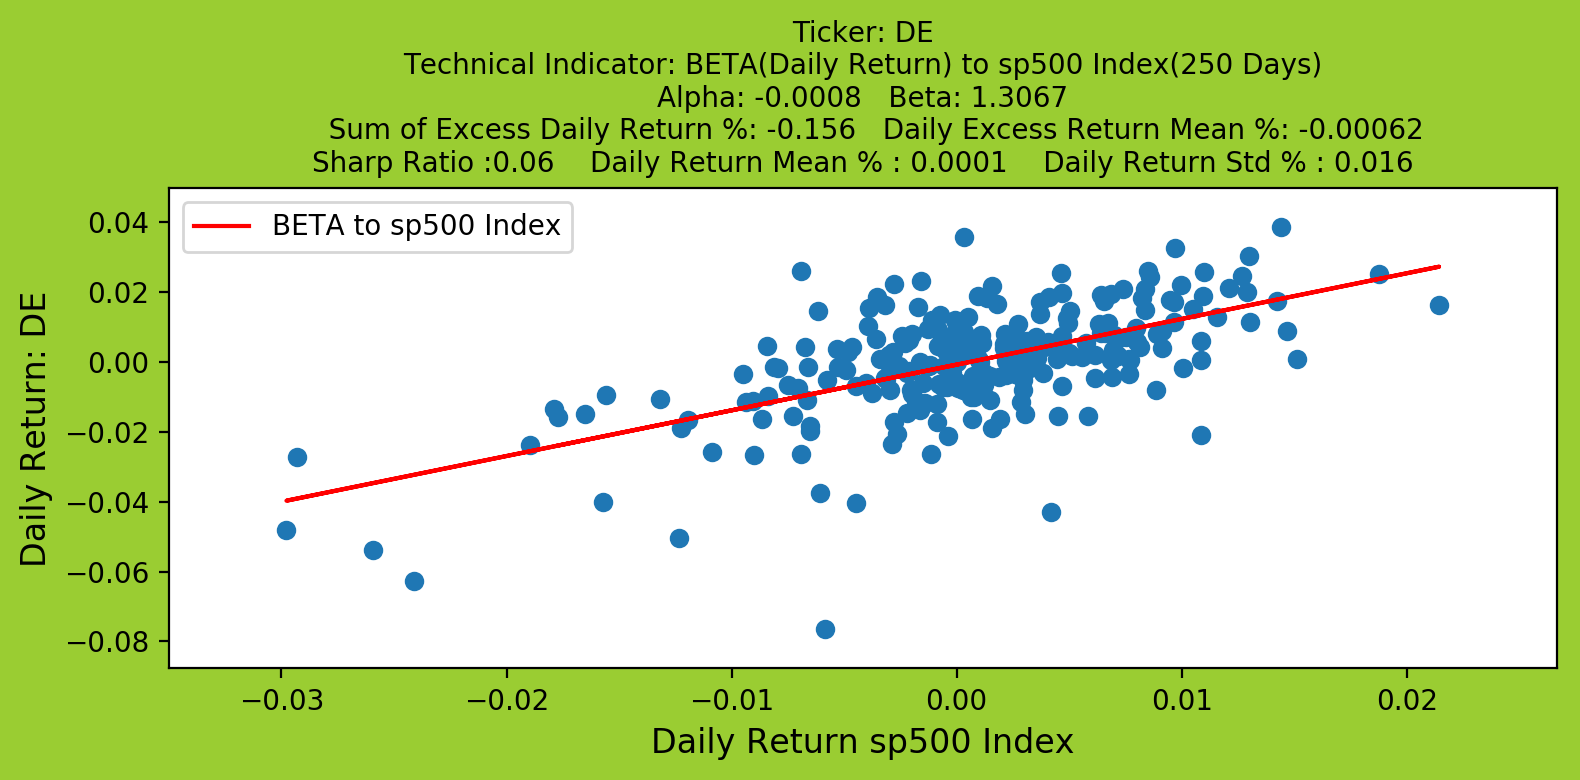 Ticker: DE
Technical Indicator: BETA(Daily Return) to sp500 Index(250 Days)
Alpha: -0.0008   Beta: 1.3067
Sum of Excess Daily Return %: -0.156   Daily Excess Return Mean %: -0.00062
Sharp Ratio :0.06    Daily Return Mean % : 0.0001    Daily Return Std % : 0.016
BETA to sp500 Index
Daily Return: DE
0.04
0.02
0.00
−0.02
−0.04
−0.06
−0.08
−0.03 −0.02 −0.01 0.00 0.01 0.02
Daily Return sp500 Index